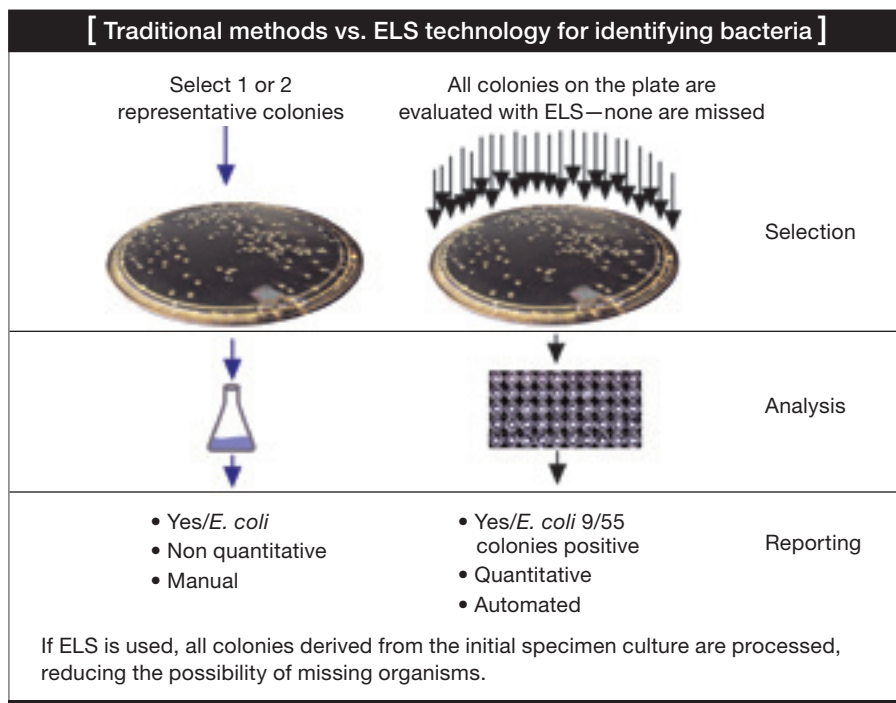 [ Traditional methods vs. ELS technology for identifying bacteria ]
Select 1 or 2
representative colonies
All colonies on the plate are
evaluated with ELS—none are missed
Selection
Analysis
• Yes/E. coli
• Non quantitative
• Manual
• Yes/E. coli 9/55
colonies positive
• Quantitative
• Automated
Reporting
If ELS is used, all colonies derived from the initial specimen culture are processed,
reducing the possibility of missing organisms.